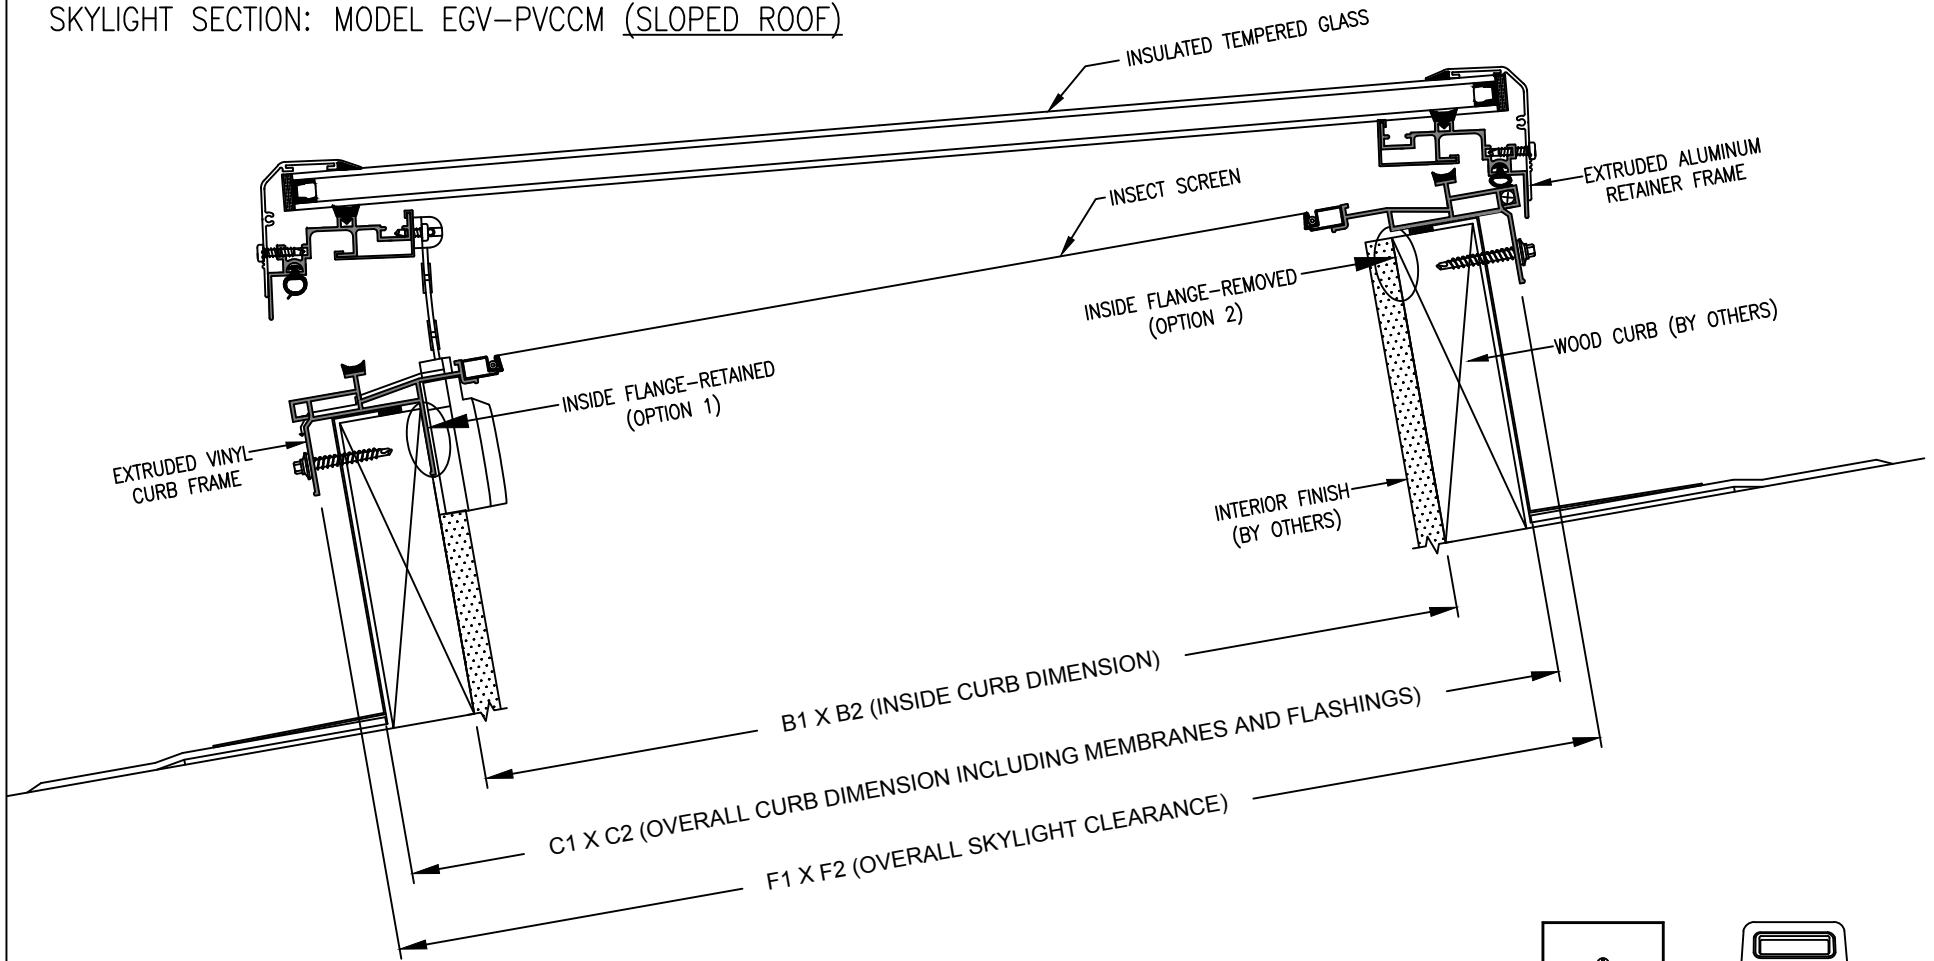 SKYLIGHT SECTION: MODEL EGV-PVCCM (SLOPED ROOF)
INSULATED TEMPERED GLASS
INSECT SCREEN
EXTRUDED ALUMINUM
RETAINER FRAME
INSIDE FLANGE-REMOVED
(OPTION 2)
WOOD CURB (BY OTHERS)
INSIDE FLANGE-RETAINED
(OPTION 1)
EXTRUDED VINYL
CURB FRAME
INTERIOR FINISH
(BY OTHERS)
B1 X B2 (INSIDE CURB DIMENSION)
C1 X C2 (OVERALL CURB DIMENSION INCLUDING MEMBRANES AND FLASHINGS)
F1 X F2 (OVERALL SKYLIGHT CLEARANCE)